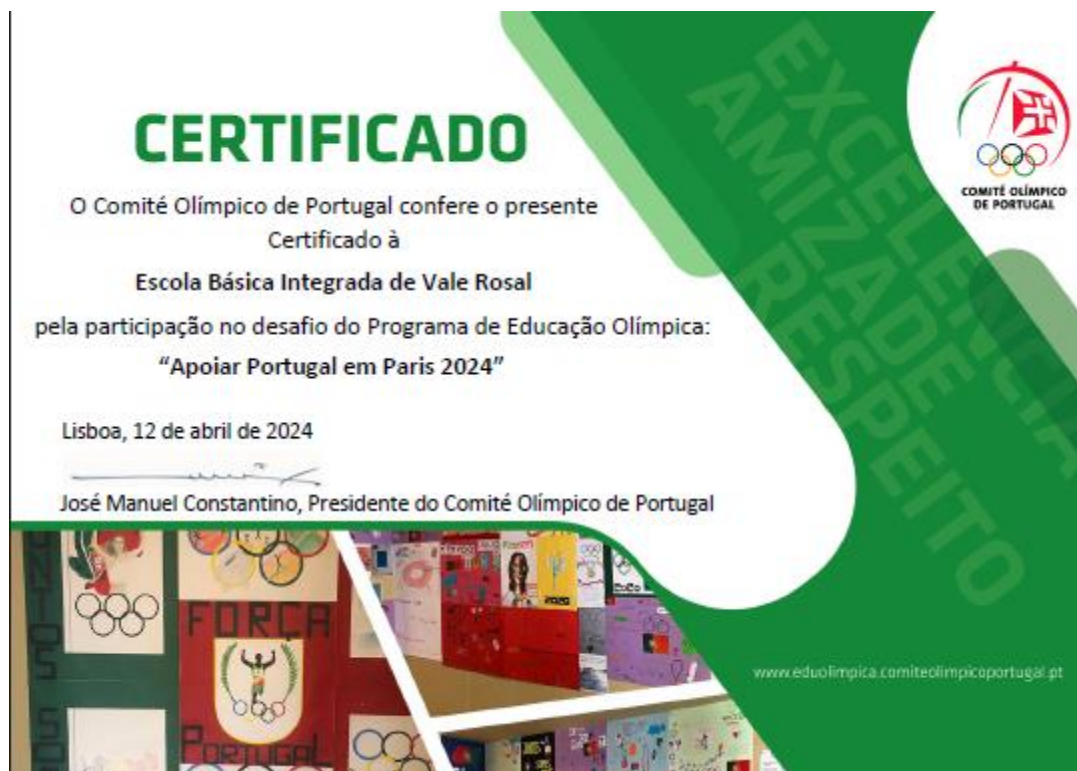 EXCELÊNCIA
AMIZADE
RESPEITO
COMITÉ OLÍMPICO
DE PORTUGAL
CERTIFICADO
O Comité Olímpico de Portugal confere o presente
Certificado à
Escola Básica Integrada de Vale Rosal
pela participação no desafio do Programa de Educação Olímpica:
“Apoiar Portugal em Paris 2024”
Lisboa, 12 de abril de 2024
José Manuel Constantino, Presidente do Comité Olímpico de Portugal
FORÇA
PORTUGAL
www.eduolimpica.comiteolimpicoportugal.pt